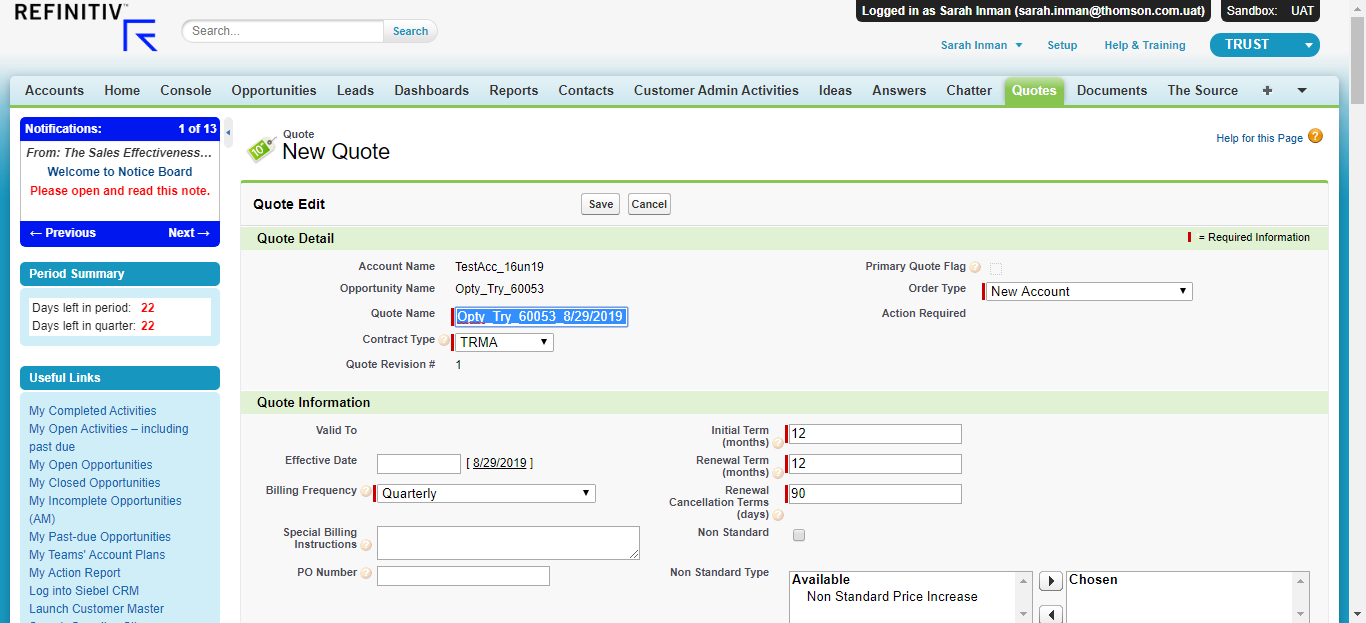 REFINITIV™
Search...
Search
Logged in as Sarah Inman (sarah.inman@thomson.com.uat)
Sandbox: UAT
Sarah Inman
Setup
Help & Training
TRUST
Accounts Home Console Opportunities Leads Dashboards Reports Contacts Customer Admin Activities Ideas Answers Chatter Quotes Documents The Source +
Notifications: 1 of 13
From: The Sales Effectiveness...
Welcome to Notice Board
Please open and read this note.
← Previous Next →
Period Summary
Days left in period: 22
Days left in quarter: 22
Useful Links
My Completed Activities
My Open Activities – including
past due
My Open Opportunities
My Closed Opportunities
My Incomplete Opportunities
(AM)
My Past-due Opportunities
My Teams' Account Plans
My Action Report
Log into Siebel CRM
Launch Customer Master
10
Quote
New Quote
Help for this Page ?
Quote Edit
Save
Cancel
Quote Detail
= Required Information
Account Name TestAcc_16un19
Primary Quote Flag ?
Opportunity Name Opty_Try_60053
Order Type New Account
Quote Name Opty_Try_60053_8/29/2019
Action Required
Contract Type ? TRMA
Quote Revision # 1
Quote Information
Valid To
Initial Term
(months) ? 12
Effective Date [ 8/29/2019 ]
Renewal Term
(months) ? 12
Billing Frequency ? Quarterly
Renewal
Cancellation Terms
(days) ? 90
Special Billing
Instructions ?
Non Standard
PO Number ?
Non Standard Type
Available
Non Standard Price Increase
Chosen